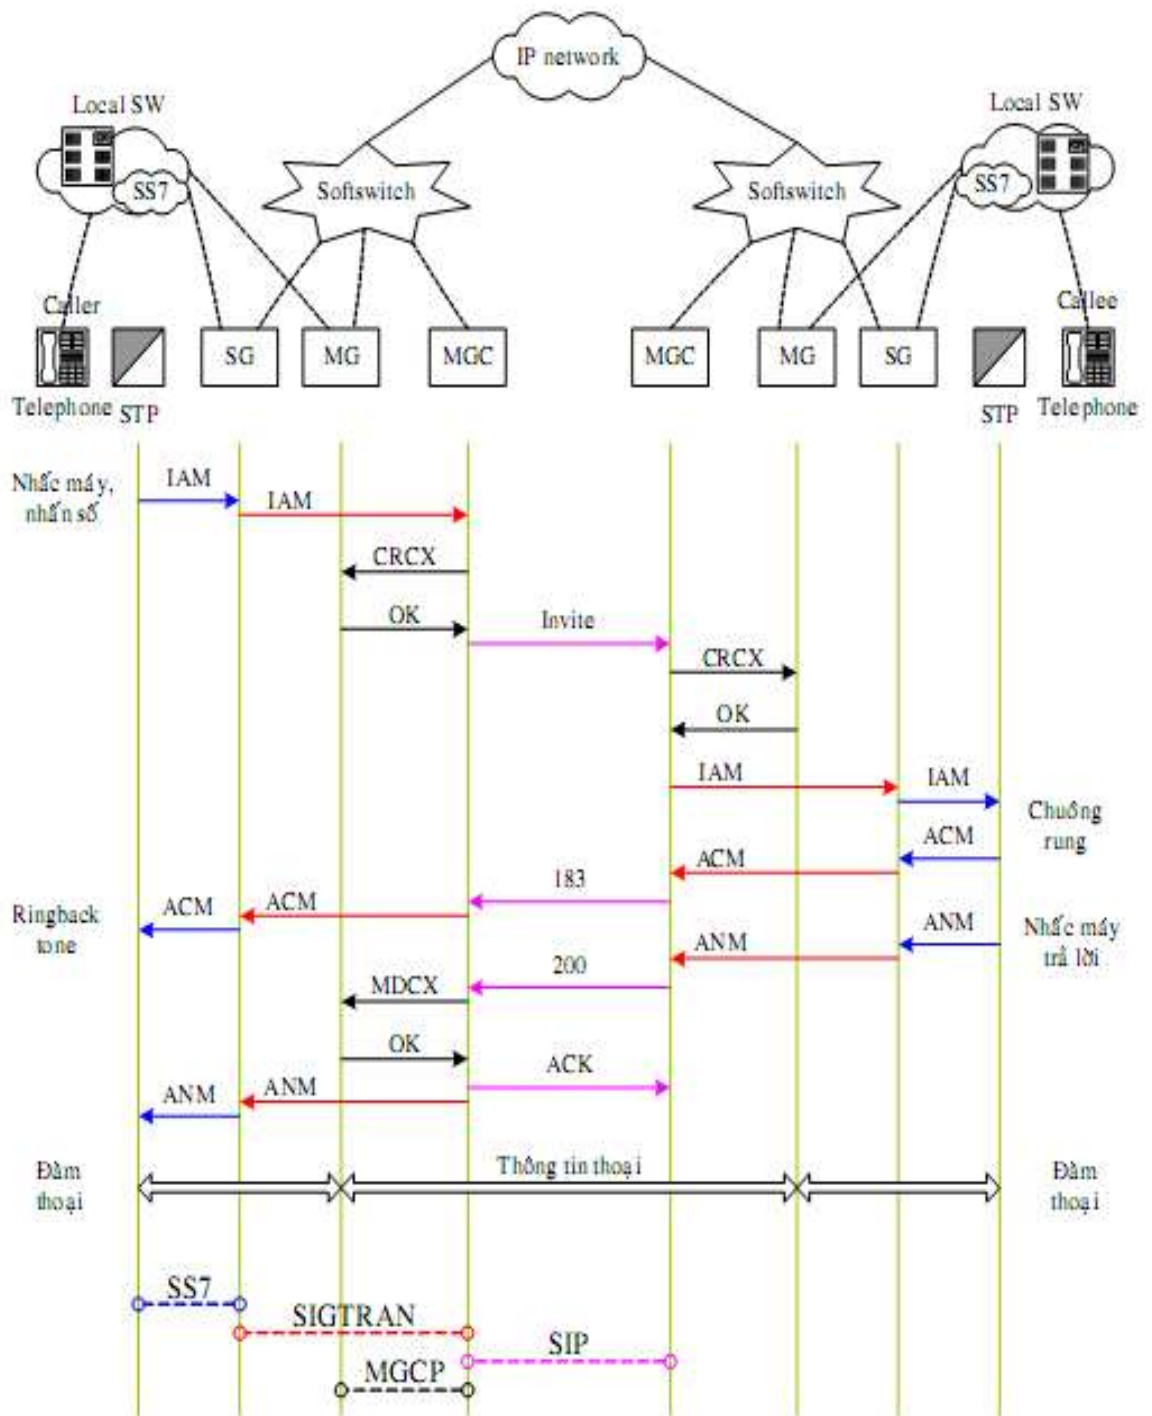 IP network
Local SW
Local SW
SS7
Softswitch
Softswitch
SS7
Caller
Callee
SG
MG
MGC
MGC
MG
SG
Telephone
STP
STP
Telephone
Nhấc máy,
nhấn số
IAM
IAM
CRCX
OK
Invite
CRCX
OK
IAM
IAM
Chuông
rung
ACM
ACM
183
ACM
ACM
Ringback
tone
ANM
Nhấc máy
trả lời
ANM
200
MDCX
OK
ACK
ANM
ANM
Đàm
thoại
Thông tin thoại
Đàm
thoại
SS7
SIGTRAN
SIP
MGCP